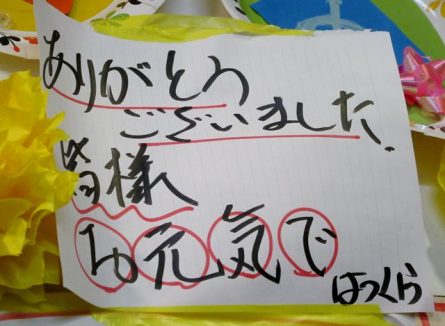 ありがとう
ございました.
皆様
お元気で
はっくら